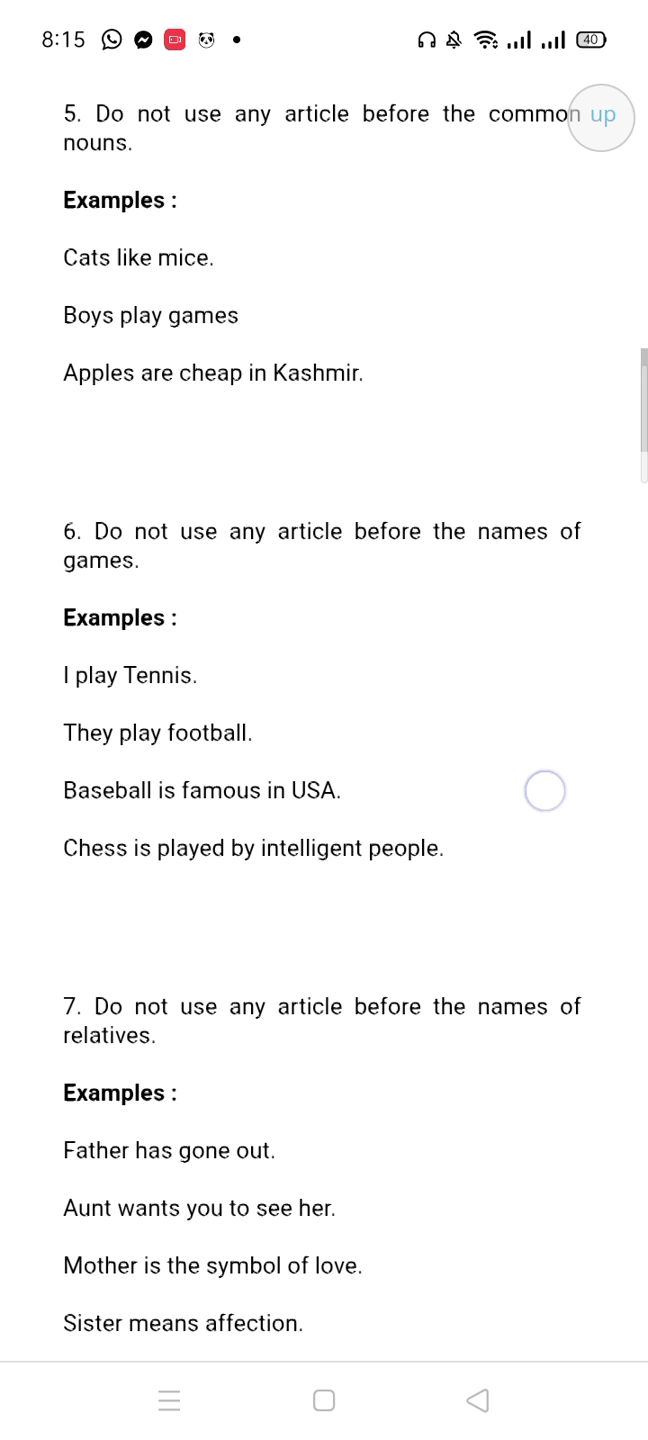 8:15
40
5. Do not use any article before the common
up
nouns.
Examples :
Cats like mice.
Boys play games
Apples are cheap in Kashmir.
6. Do not use any article before the names of
games.
Examples :
I play Tennis.
They play football.
Baseball is famous in USA.
Chess is played by intelligent people.
7. Do not use any article before the names of
relatives.
Examples :
Father has gone out.
Aunt wants you to see her.
Mother is the symbol of love.
Sister means affection.